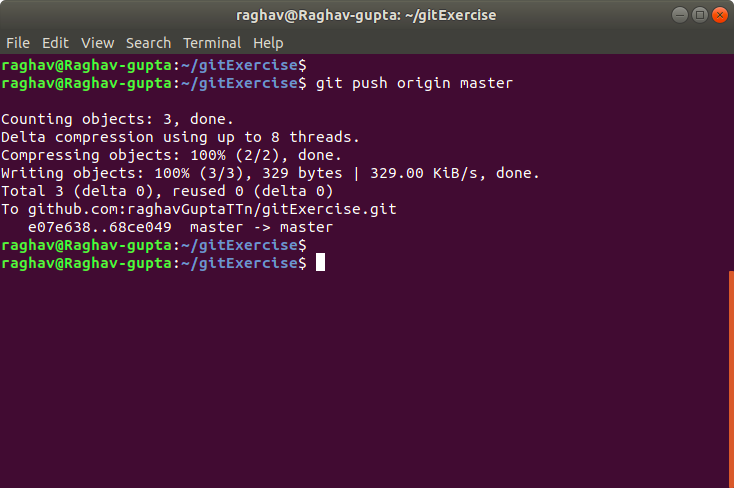 raghav@Raghav-gupta: ~/gitExercise
File Edit View Search Terminal Help
raghav@Raghav-gupta:~/gitExercise$
raghav@Raghav-gupta:~/gitExercise$ git push origin master
Counting objects: 3, done.
Delta compression using up to 8 threads.
Compressing objects: 100% (2/2), done.
Writing objects: 100% (3/3), 329 bytes | 329.00 KiB/s, done.
Total 3 (delta 0), reused 0 (delta 0)
To github.com:raghavGuptaTTn/gitExercise.git
   e07e638..68ce049  master -> master
raghav@Raghav-gupta:~/gitExercise$
raghav@Raghav-gupta:~/gitExercise$